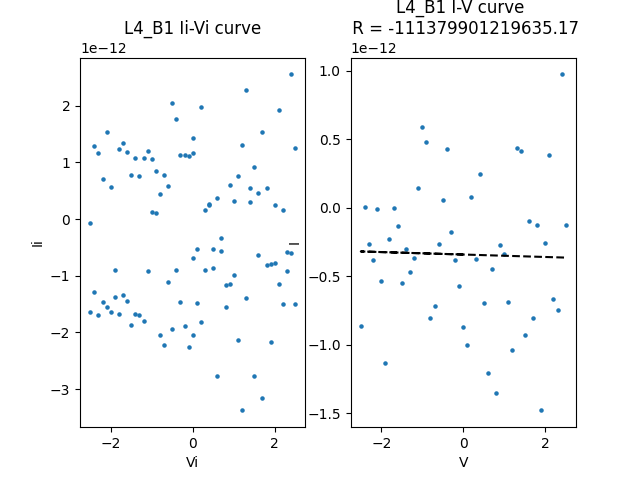 L4_B1 Ii-Vi curve
1e−12
Ii
2
1
0
−1
−2
−3
−2
0
2
Vi
L4_B1 I-V curve
R = -111379901219635.17
1e−12
I
1.0
0.5
0.0
−0.5
−1.0
−1.5
−2
0
2
V